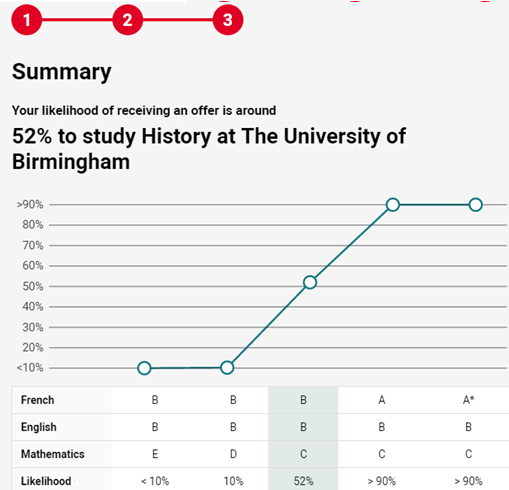 1 2 3
Summary
Your likelihood of receiving an offer is around
52% to study History at The University of
Birmingham
>90%
80%
70%
60%
50%
40%
30%
20%
<10%
French B B B A A*
English B B B B B
Mathematics E D C C C
Likelihood < 10% 10% 52% > 90% > 90%